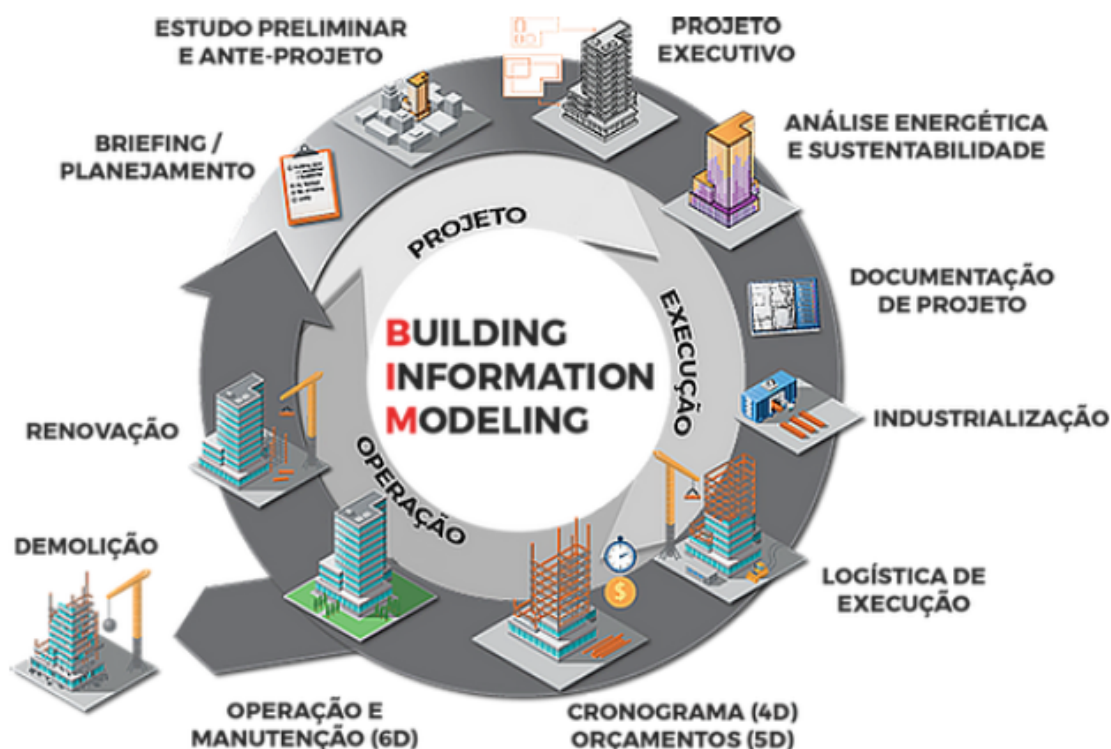 ESTUDO PRELIMINAR
E ANTE-PROJETO
PROJETO
EXECUTIVO
BRIEFING /
PLANEJAMENTO
ANÁLISE ENERGÉTICA
E SUSTENTABILIDADE
PROJETO
DOCUMENTAÇÃO
DE PROJETO
EXECUÇÃO
BUILDING
INFORMATION
MODELING
INDUSTRIALIZAÇÃO
RENOVAÇÃO
OPERAÇÃO
DEMOLIÇÃO
$
LOGÍSTICA DE
EXECUÇÃO
OPERAÇÃO E
MANUTENÇÃO (6D)
CRONOGRAMA (4D)
ORÇAMENTOS (5D)